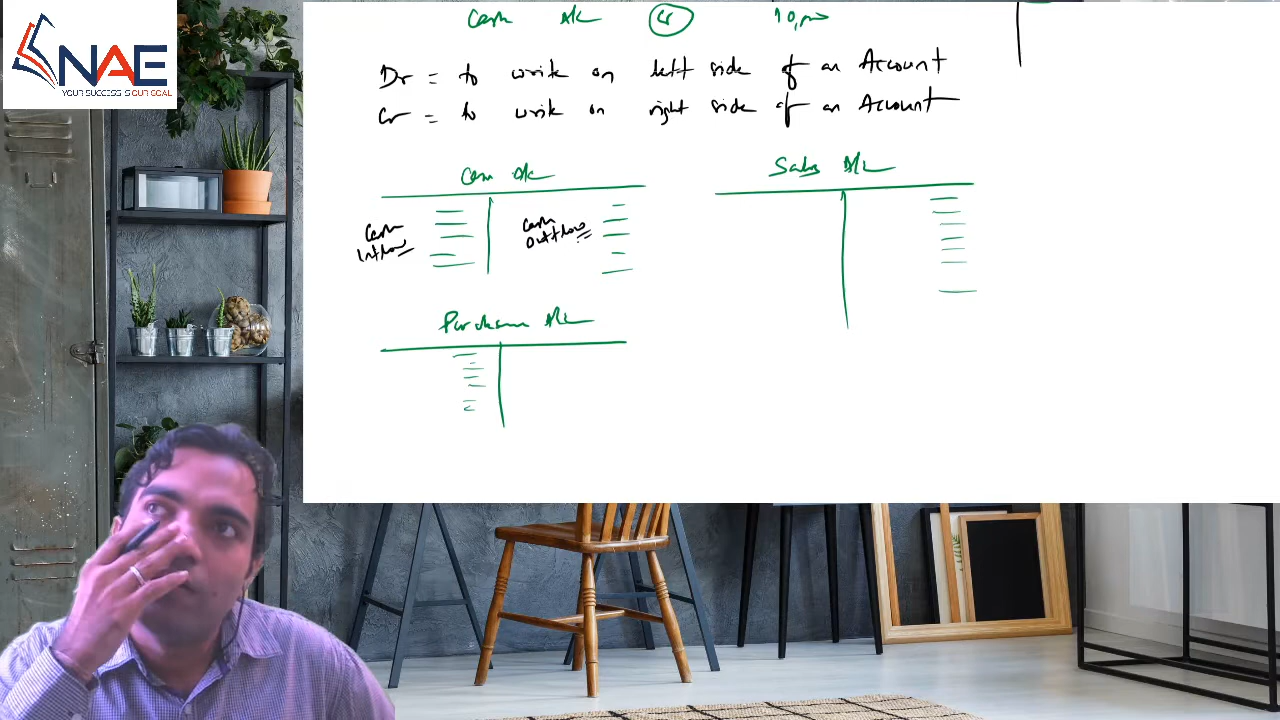 NAE
YOUR SUCCESS IS OUR GOAL
Cash A/c Cr 10,000
Dr = to write on left side of an Account
Cr = to write on right side of an Account
Cash A/c
Sales A/c
Cash
Inflow
Cash
Outflow
Purchase A/c